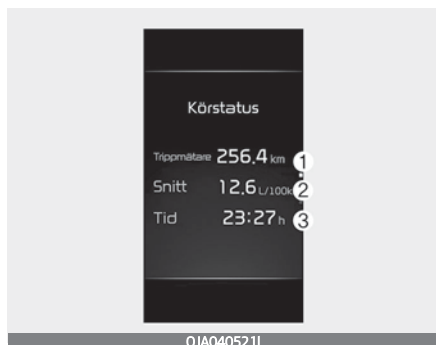 Körstatus
Trippmätare 256.4 km ①
Snitt 12.6 L/100k ②
Tid 23:27 h ③
OJA040521L